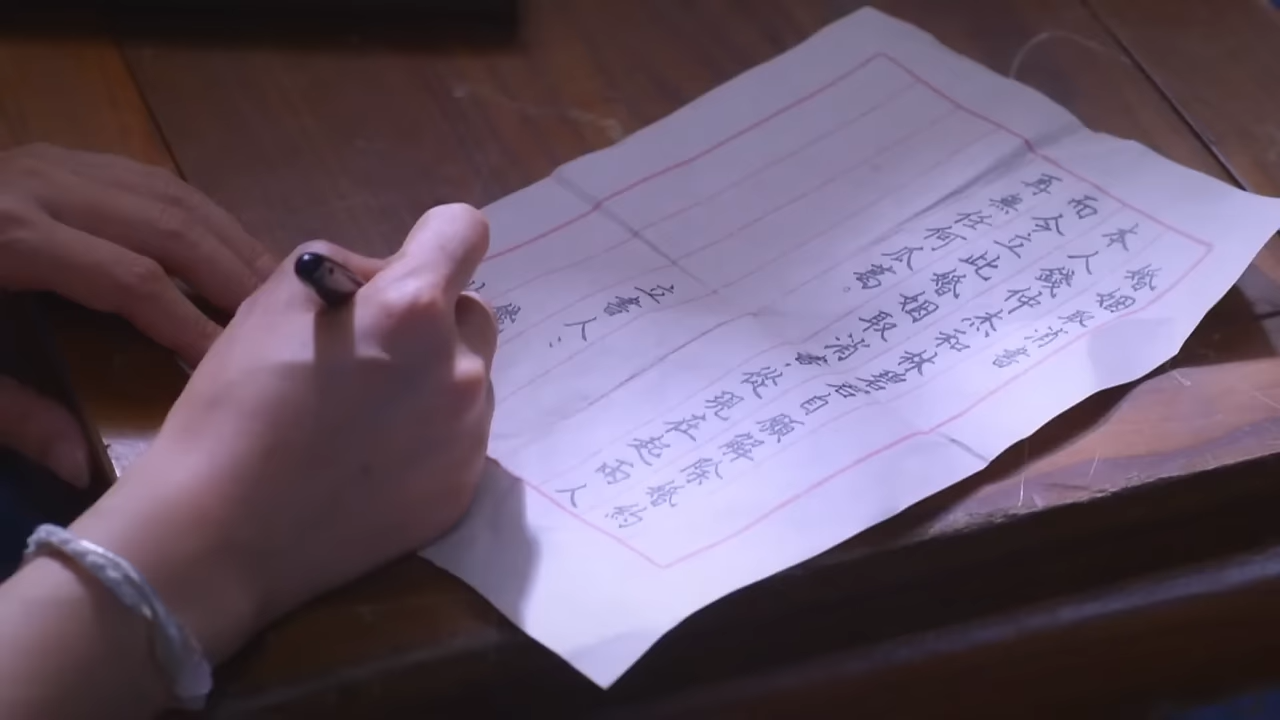 婚姻取消書
本人錢仲杰和林碧君自願解除婚約
而今立此婚姻取消書從現在起兩人
再無任何瓜葛。
立書人：